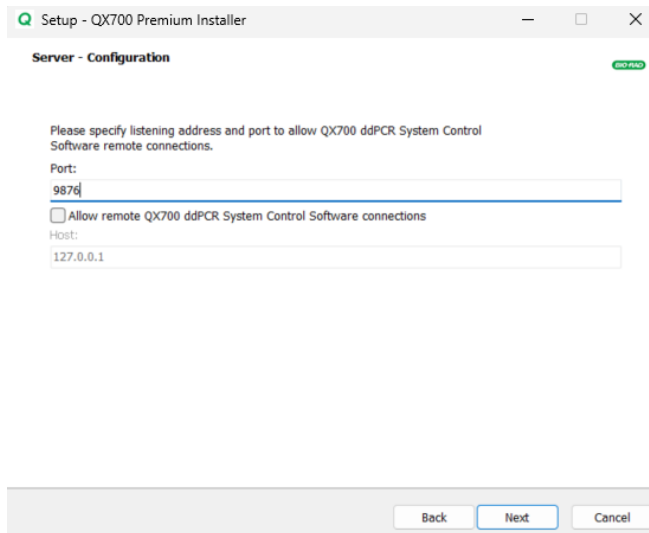 Setup - QX700 Premium Installer
Server - Configuration
BIO-RAD
Please specify listening address and port to allow QX700 ddPCR System Control
Software remote connections.
Port:
9876
Allow remote QX700 ddPCR System Control Software connections
Host:
127.0.0.1
Back Next Cancel